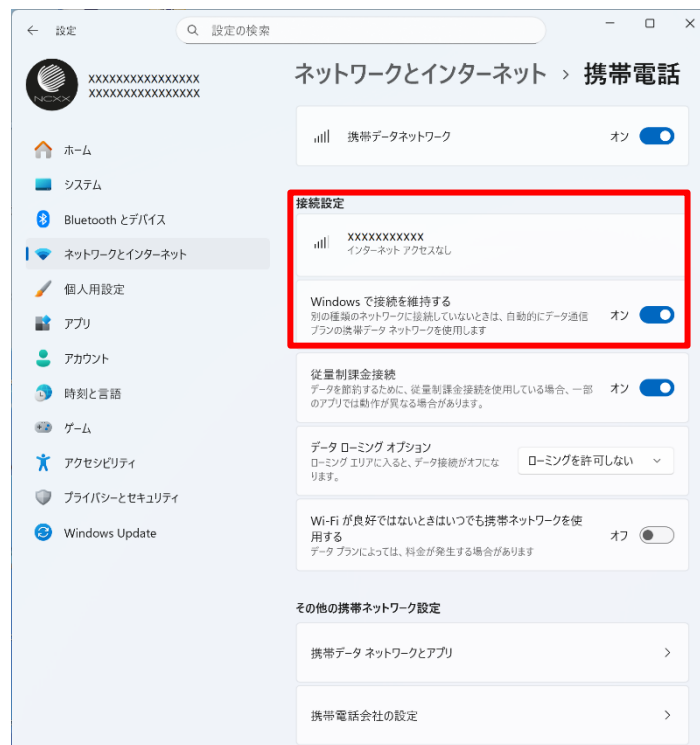 設定
設定の検索
NCXX
XXXXXXXXXXXXXXXX
XXXXXXXXXXXXXXXX
ホーム
システム
Bluetooth とデバイス
ネットワークとインターネット
個人用設定
アプリ
アカウント
時刻と言語
ゲーム
アクセシビリティ
プライバシーとセキュリティ
Windows Update
ネットワークとインターネット › 携帯電話
携帯データネットワーク オン
接続設定
XXXXXXXXXXX
インターネット アクセスなし
Windows で接続を維持する
別の種類のネットワークに接続していないときは、自動的にデータ通信
プランの携帯データ ネットワークを使用します
オン
従量制課金接続
データを節約するために、従量制課金接続を使用している場合、一部
のアプリでは動作が異なる場合があります。
オン
データ ローミング オプション
ローミング エリアに入ると、データ接続がオフにな
ります。
ローミングを許可しない
Wi-Fi が良好ではないときはいつでも携帯ネットワークを使
用する
データ プランによっては、料金が発生する場合があります
オフ
その他の携帯ネットワーク設定
携帯データ ネットワークとアプリ
携帯電話会社の設定